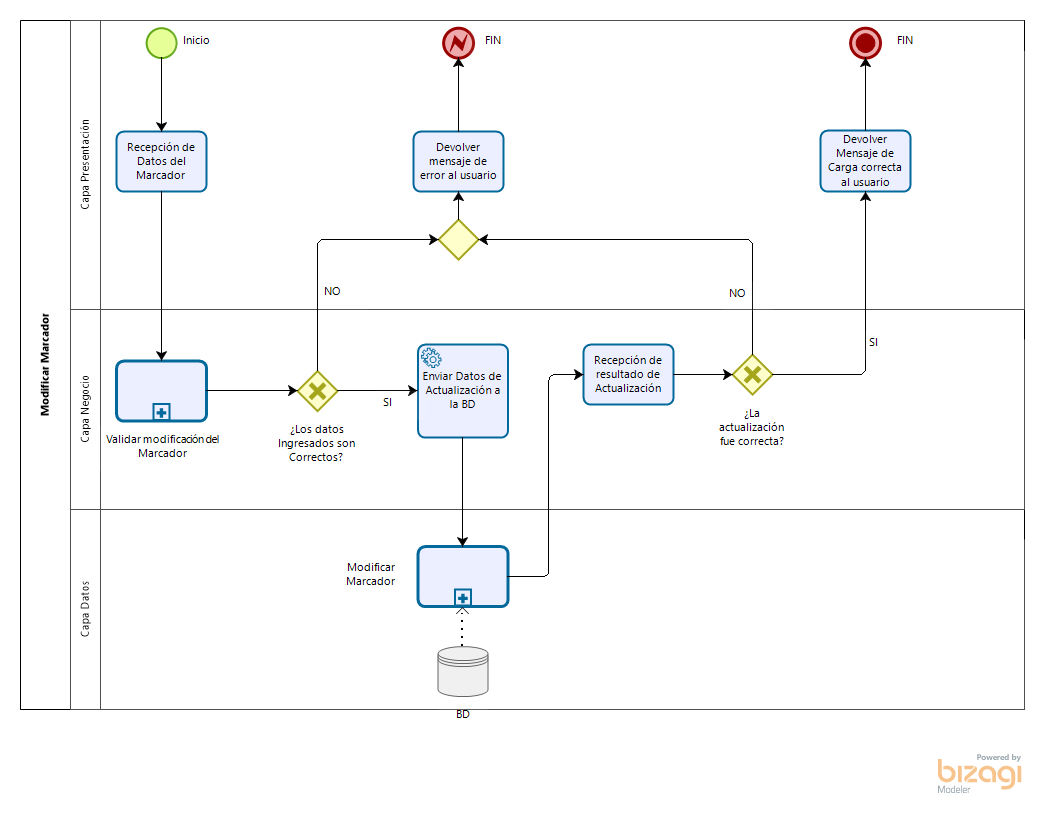 Modificar Marcador
Capa Presentación
Inicio
Recepción de
Datos del
Marcador
FIN
Devolver
mensaje de
error al usuario
FIN
Devolver
Mensaje de
Carga correcta
al usuario
NO
NO
Capa Negocio
Validar modificación del
Marcador
¿Los datos
Ingresados son
Correctos?
SI
Enviar Datos de
Actualización a
la BD
Recepción de
resultado de
Actualización
¿La
actualización
fue correcta?
SI
Capa Datos
Modificar
Marcador
BD
Powered by
bizagi
Modeler